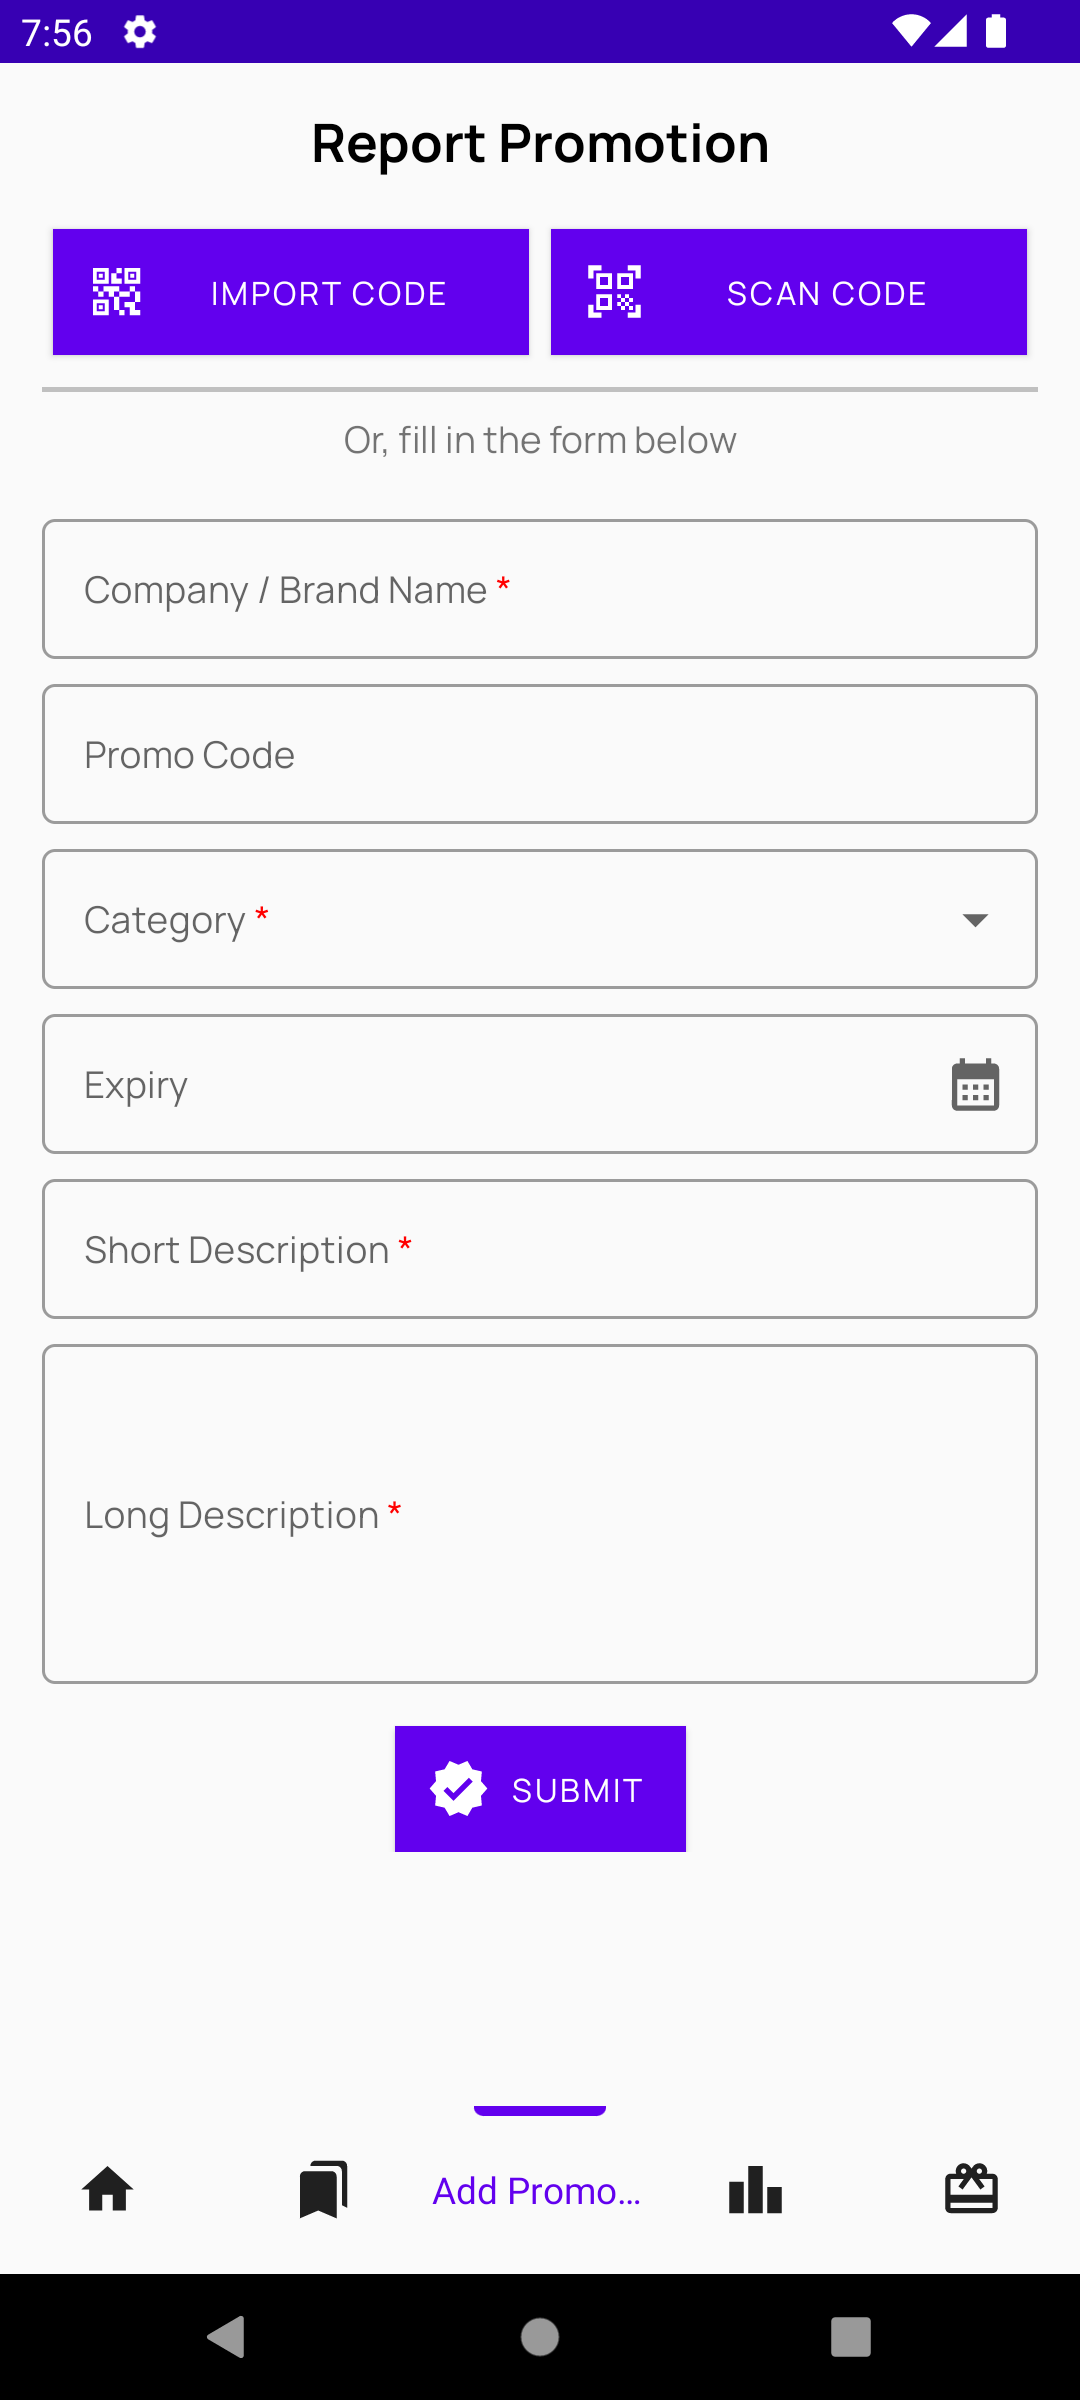 7:56
Report Promotion
IMPORT CODE
SCAN CODE
Or, fill in the form below
Company / Brand Name *
Promo Code
Category *
Expiry
Short Description *
Long Description *
SUBMIT
Add Promo...